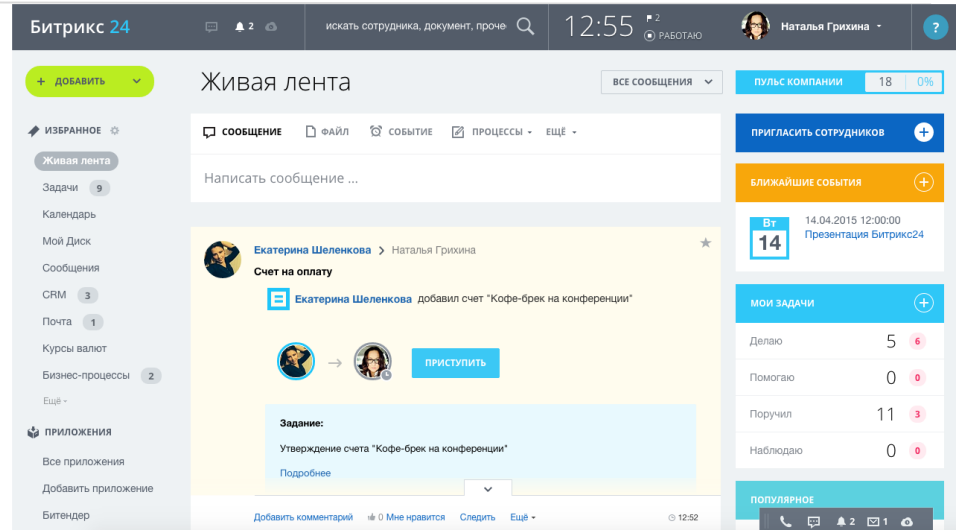 Битрикс 24
2
искать сотрудника, документ, проче
12:55
2
РАБОТАЮ
Наталья Грихина
?
+ ДОБАВИТЬ
ИЗБРАННОЕ
Живая лента
Задачи 9
Календарь
Мой Диск
Сообщения
CRM 3
Почта 1
Курсы валют
Бизнес-процессы 2
Ещё
ПРИЛОЖЕНИЯ
Все приложения
Добавить приложение
Битендер
Живая лента
ВСЕ СООБЩЕНИЯ
СООБЩЕНИЕ ФАЙЛ СОБЫТИЕ ПРОЦЕССЫ ЕЩЁ
Написать сообщение ...
Екатерина Шеленкова > Наталья Грихина
Счет на оплату
Екатерина Шеленкова добавил счет "Кофе-брек на конференции"
ПРИСТУПИТЬ
Задание:
Утверждение счета "Кофе-брек на конференции"
Подробнее
Добавить комментарий 0 Мне нравится Следить Ещё 12:52
ПУЛЬС КОМПАНИИ 18 0%
ПРИГЛАСИТЬ СОТРУДНИКОВ
БЛИЖАЙШИЕ СОБЫТИЯ
Вт
14
14.04.2015 12:00:00
Презентация Битрикс24
МОИ ЗАДАЧИ
Делаю 5 6
Помогаю 0 0
Поручил 11 3
Наблюдаю 0 0
ПОПУЛЯРНОЕ
2 1